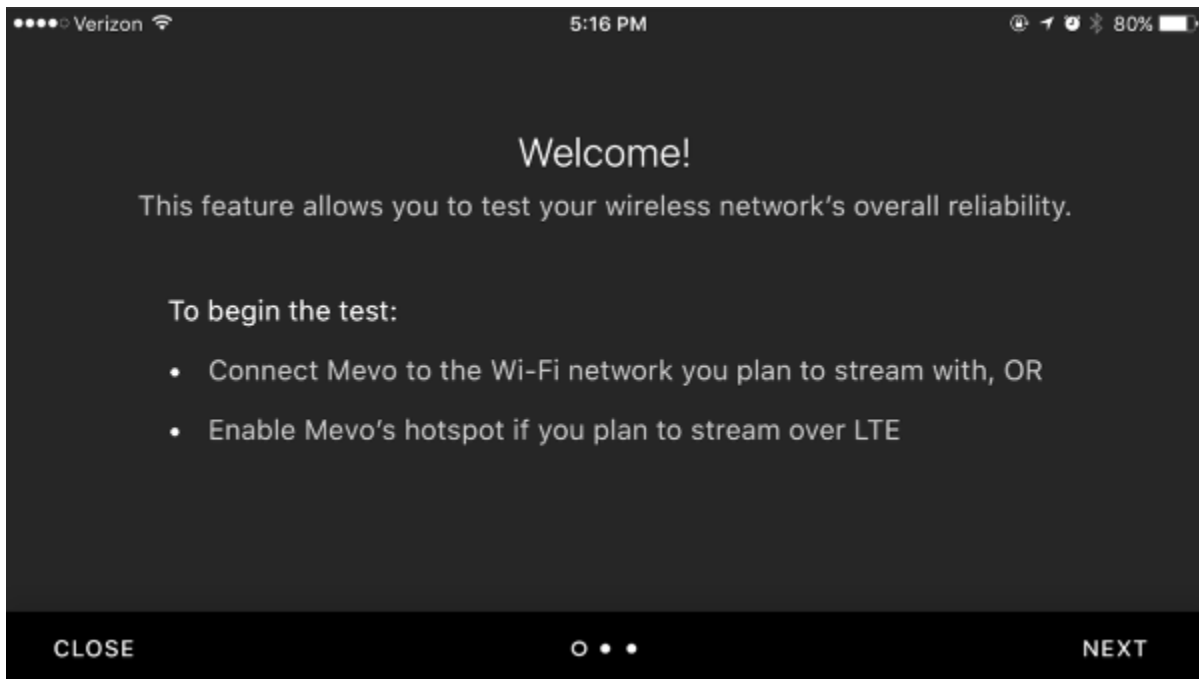 Verizon 5:16 PM 80%
Welcome!
This feature allows you to test your wireless network’s overall reliability.
To begin the test:
• Connect Mevo to the Wi-Fi network you plan to stream with, OR
• Enable Mevo’s hotspot if you plan to stream over LTE
CLOSE NEXT